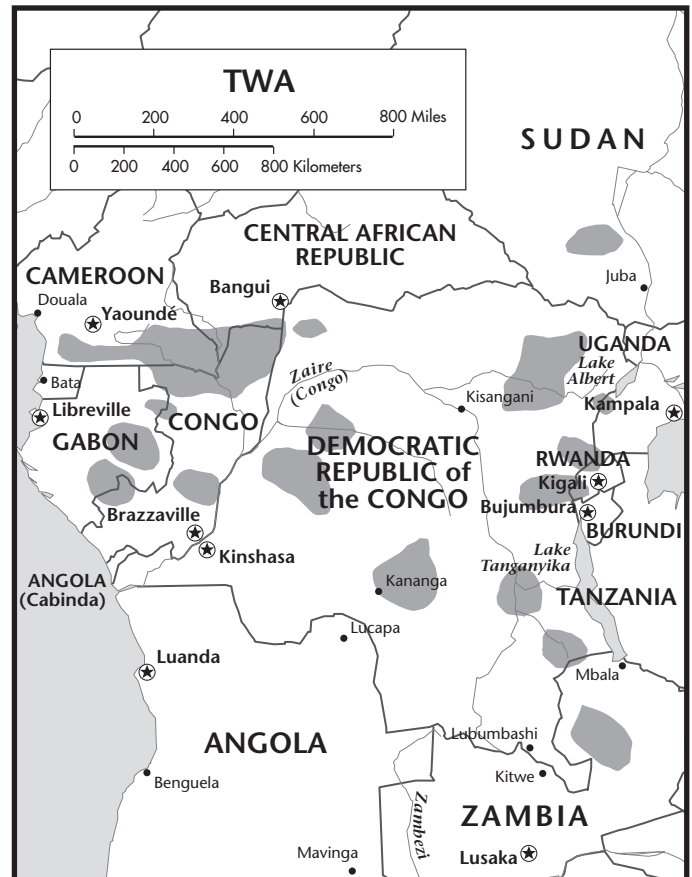 TWA
0 200 400 600 800 Miles
0 200 400 600 800 Kilometers
SUDAN
CENTRAL AFRICAN
REPUBLIC
CAMEROON
Bangui
Juba
Douala
Yaoundé
UGANDA
Lake
Albert
Zaire
(Congo)
Bata
Kisangani
Kampala
Libreville
CONGO
GABON
DEMOCRATIC
REPUBLIC of
the CONGO
RWANDA
Kigali
Bujumbura
Brazzaville
BURUNDI
Kinshasa
Lake
Tanganyika
ANGOLA
(Cabinda)
Kananga
TANZANIA
Lucapa
Luanda
Mbala
ANGOLA
Lubumbashi
Kitwe
Benguela
Zambezi
ZAMBIA
Mavinga
Lusaka